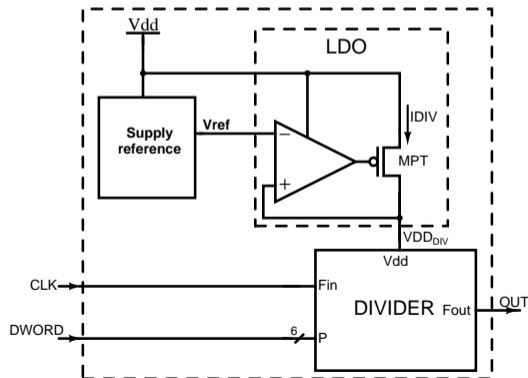 Vdd
LDO
Supply
reference
Vref
−
+
IDIV
MPT
VDD_DIV
Vdd
CLK
Fin
DIVIDER
Fout
OUT
DWORD
6
P